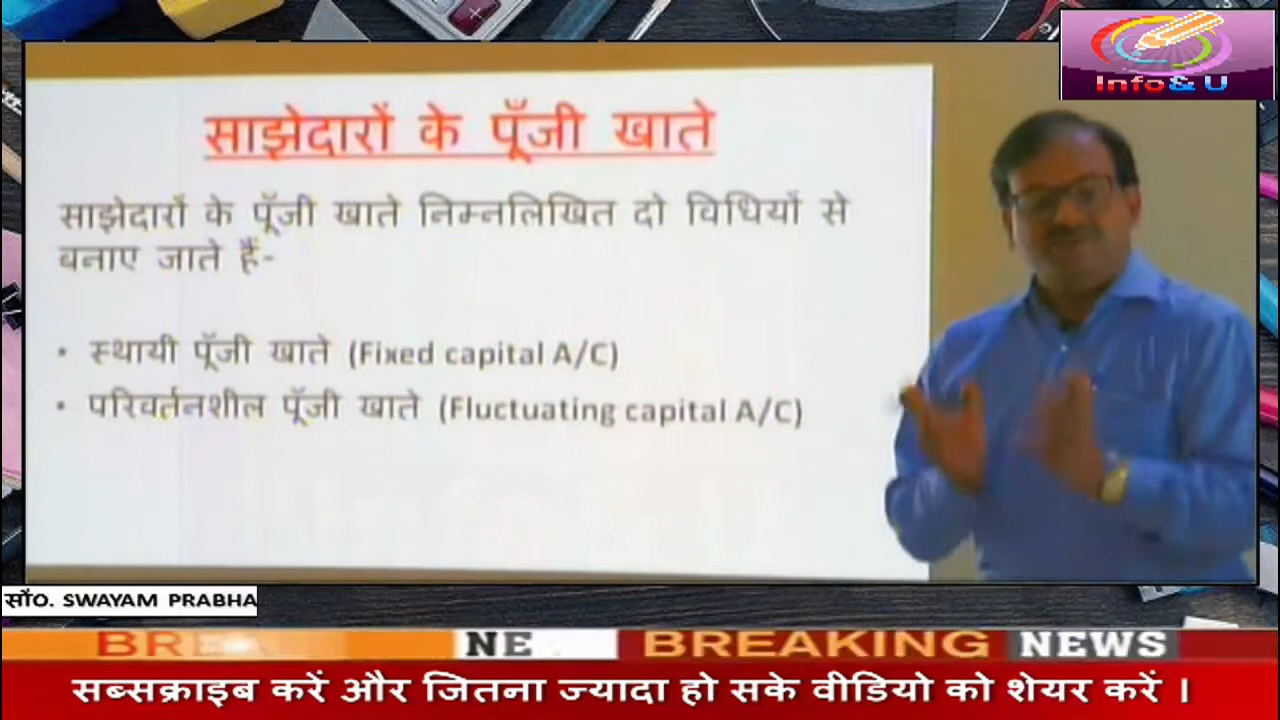 Info&U
साझेदारों के पूँजी खाते
साझेदारों के पूँजी खाते निम्नलिखित दो विधियों से
बनाए जाते हैं-
• स्थायी पूँजी खाते (Fixed capital A/C)
• परिवर्तनशील पूँजी खाते (Fluctuating capital A/C)
सौO. SWAYAM PRABHA
BRE NE BREAKING NEWS
सब्सक्राइब करें और जितना ज्यादा हो सके वीडियो को शेयर करें ।